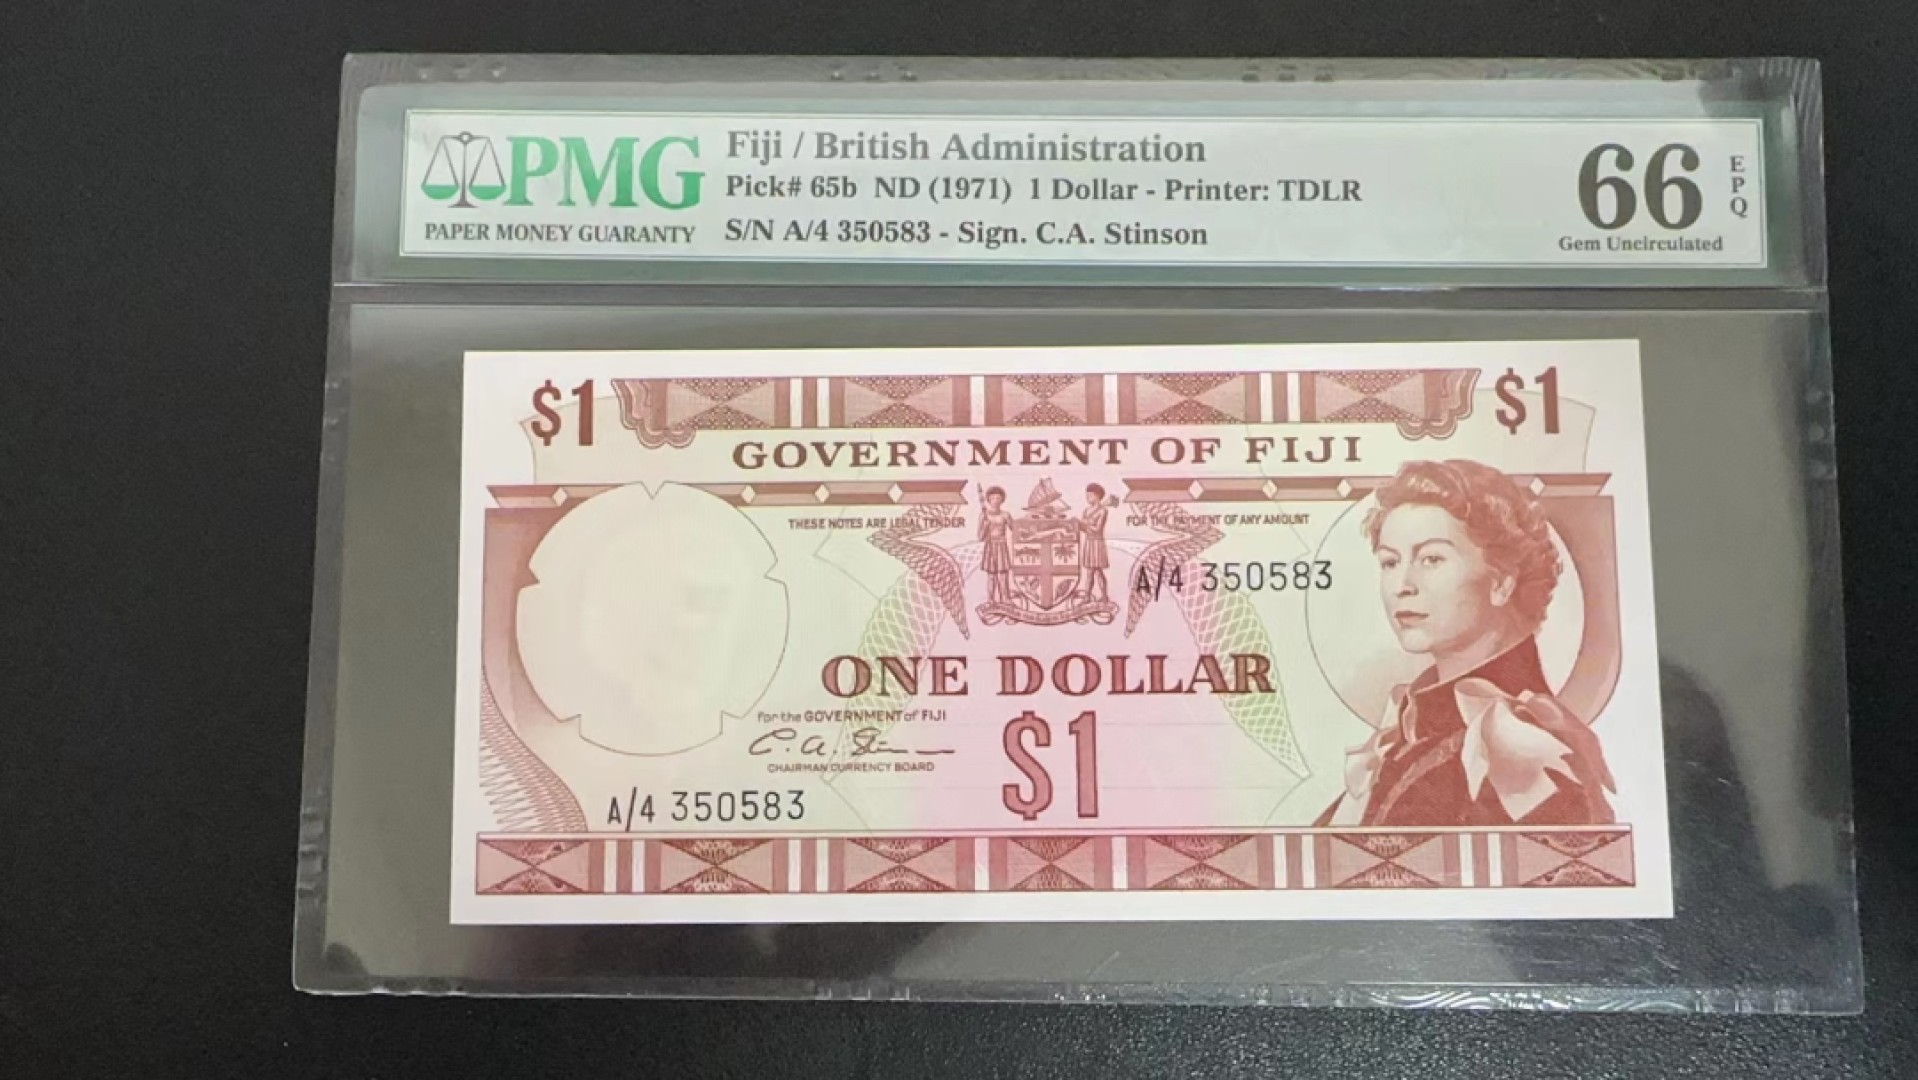 PMG
PAPER MONEY GUARANTY
Fiji / British Administration
Pick# 65b ND (1971) 1 Dollar - Printer: TDLR
S/N A/4 350583 - Sign. C.A. Stinson
66
EPQ
Gem Uncirculated
$1 $1
GOVERNMENT OF FIJI
THESE NOTES ARE LEGAL TENDER FOR THE PAYMENT OF ANY AMOUNT
A/4 350583
ONE DOLLAR
for the GOVERNMENT of FIJI
C. A. Stinson
CHAIRMAN CURRENCY BOARD
$1
A/4 350583